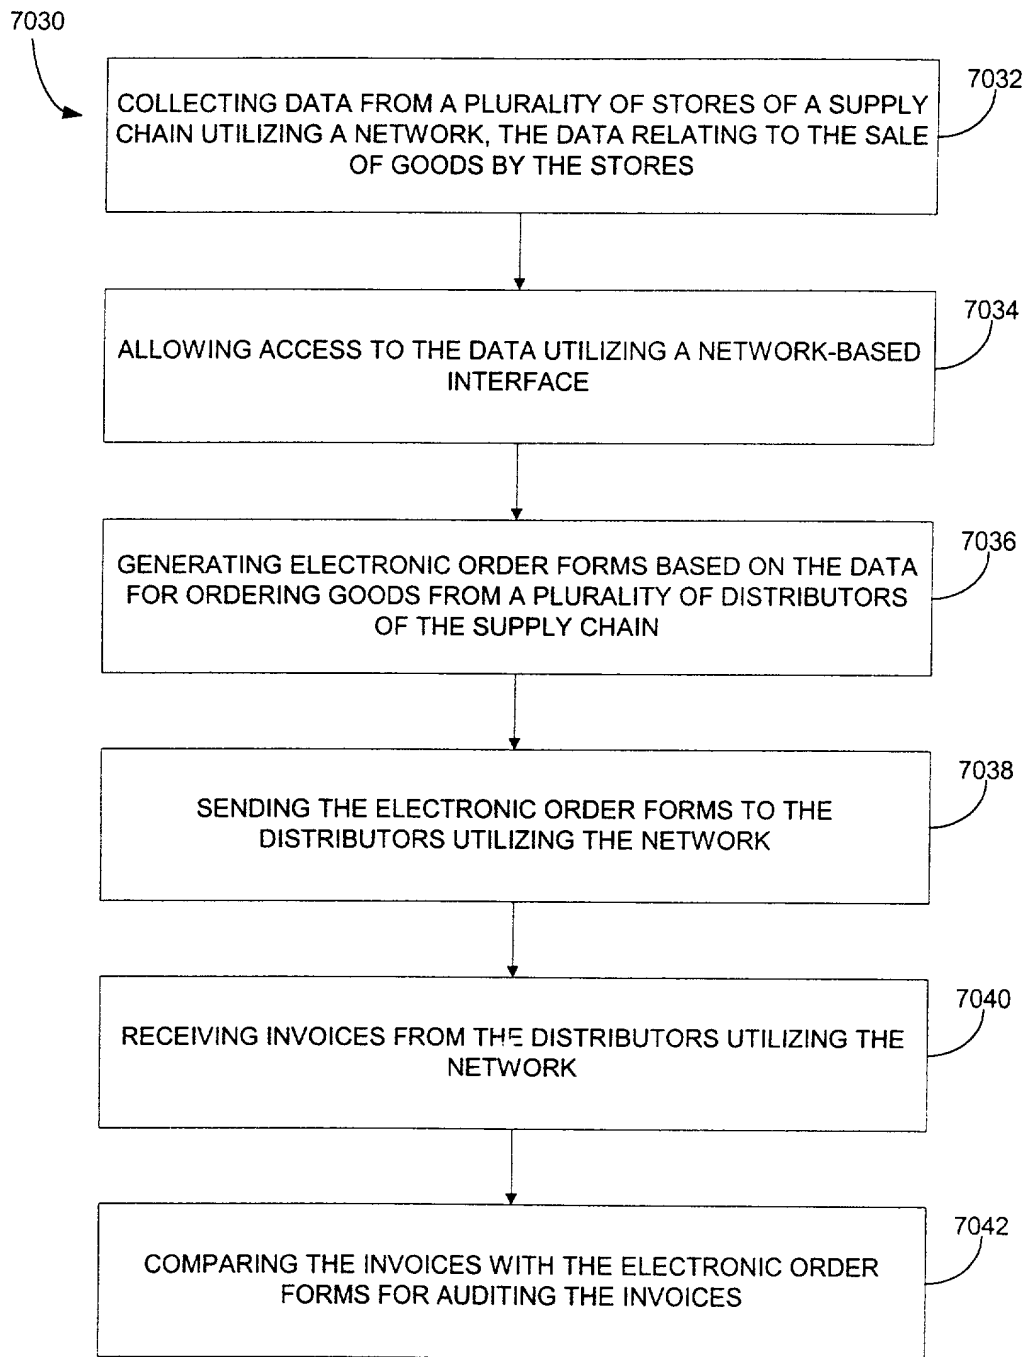 7030
7032
COLLECTING DATA FROM A PLURALITY OF STORES OF A SUPPLY
CHAIN UTILIZING A NETWORK, THE DATA RELATING TO THE SALE
OF GOODS BY THE STORES
7034
ALLOWING ACCESS TO THE DATA UTILIZING A NETWORK-BASED
INTERFACE
7036
GENERATING ELECTRONIC ORDER FORMS BASED ON THE DATA
FOR ORDERING GOODS FROM A PLURALITY OF DISTRIBUTORS
OF THE SUPPLY CHAIN
7038
SENDING THE ELECTRONIC ORDER FORMS TO THE
DISTRIBUTORS UTILIZING THE NETWORK
7040
RECEIVING INVOICES FROM THE DISTRIBUTORS UTILIZING THE
NETWORK
7042
COMPARING THE INVOICES WITH THE ELECTRONIC ORDER
FORMS FOR AUDITING THE INVOICES